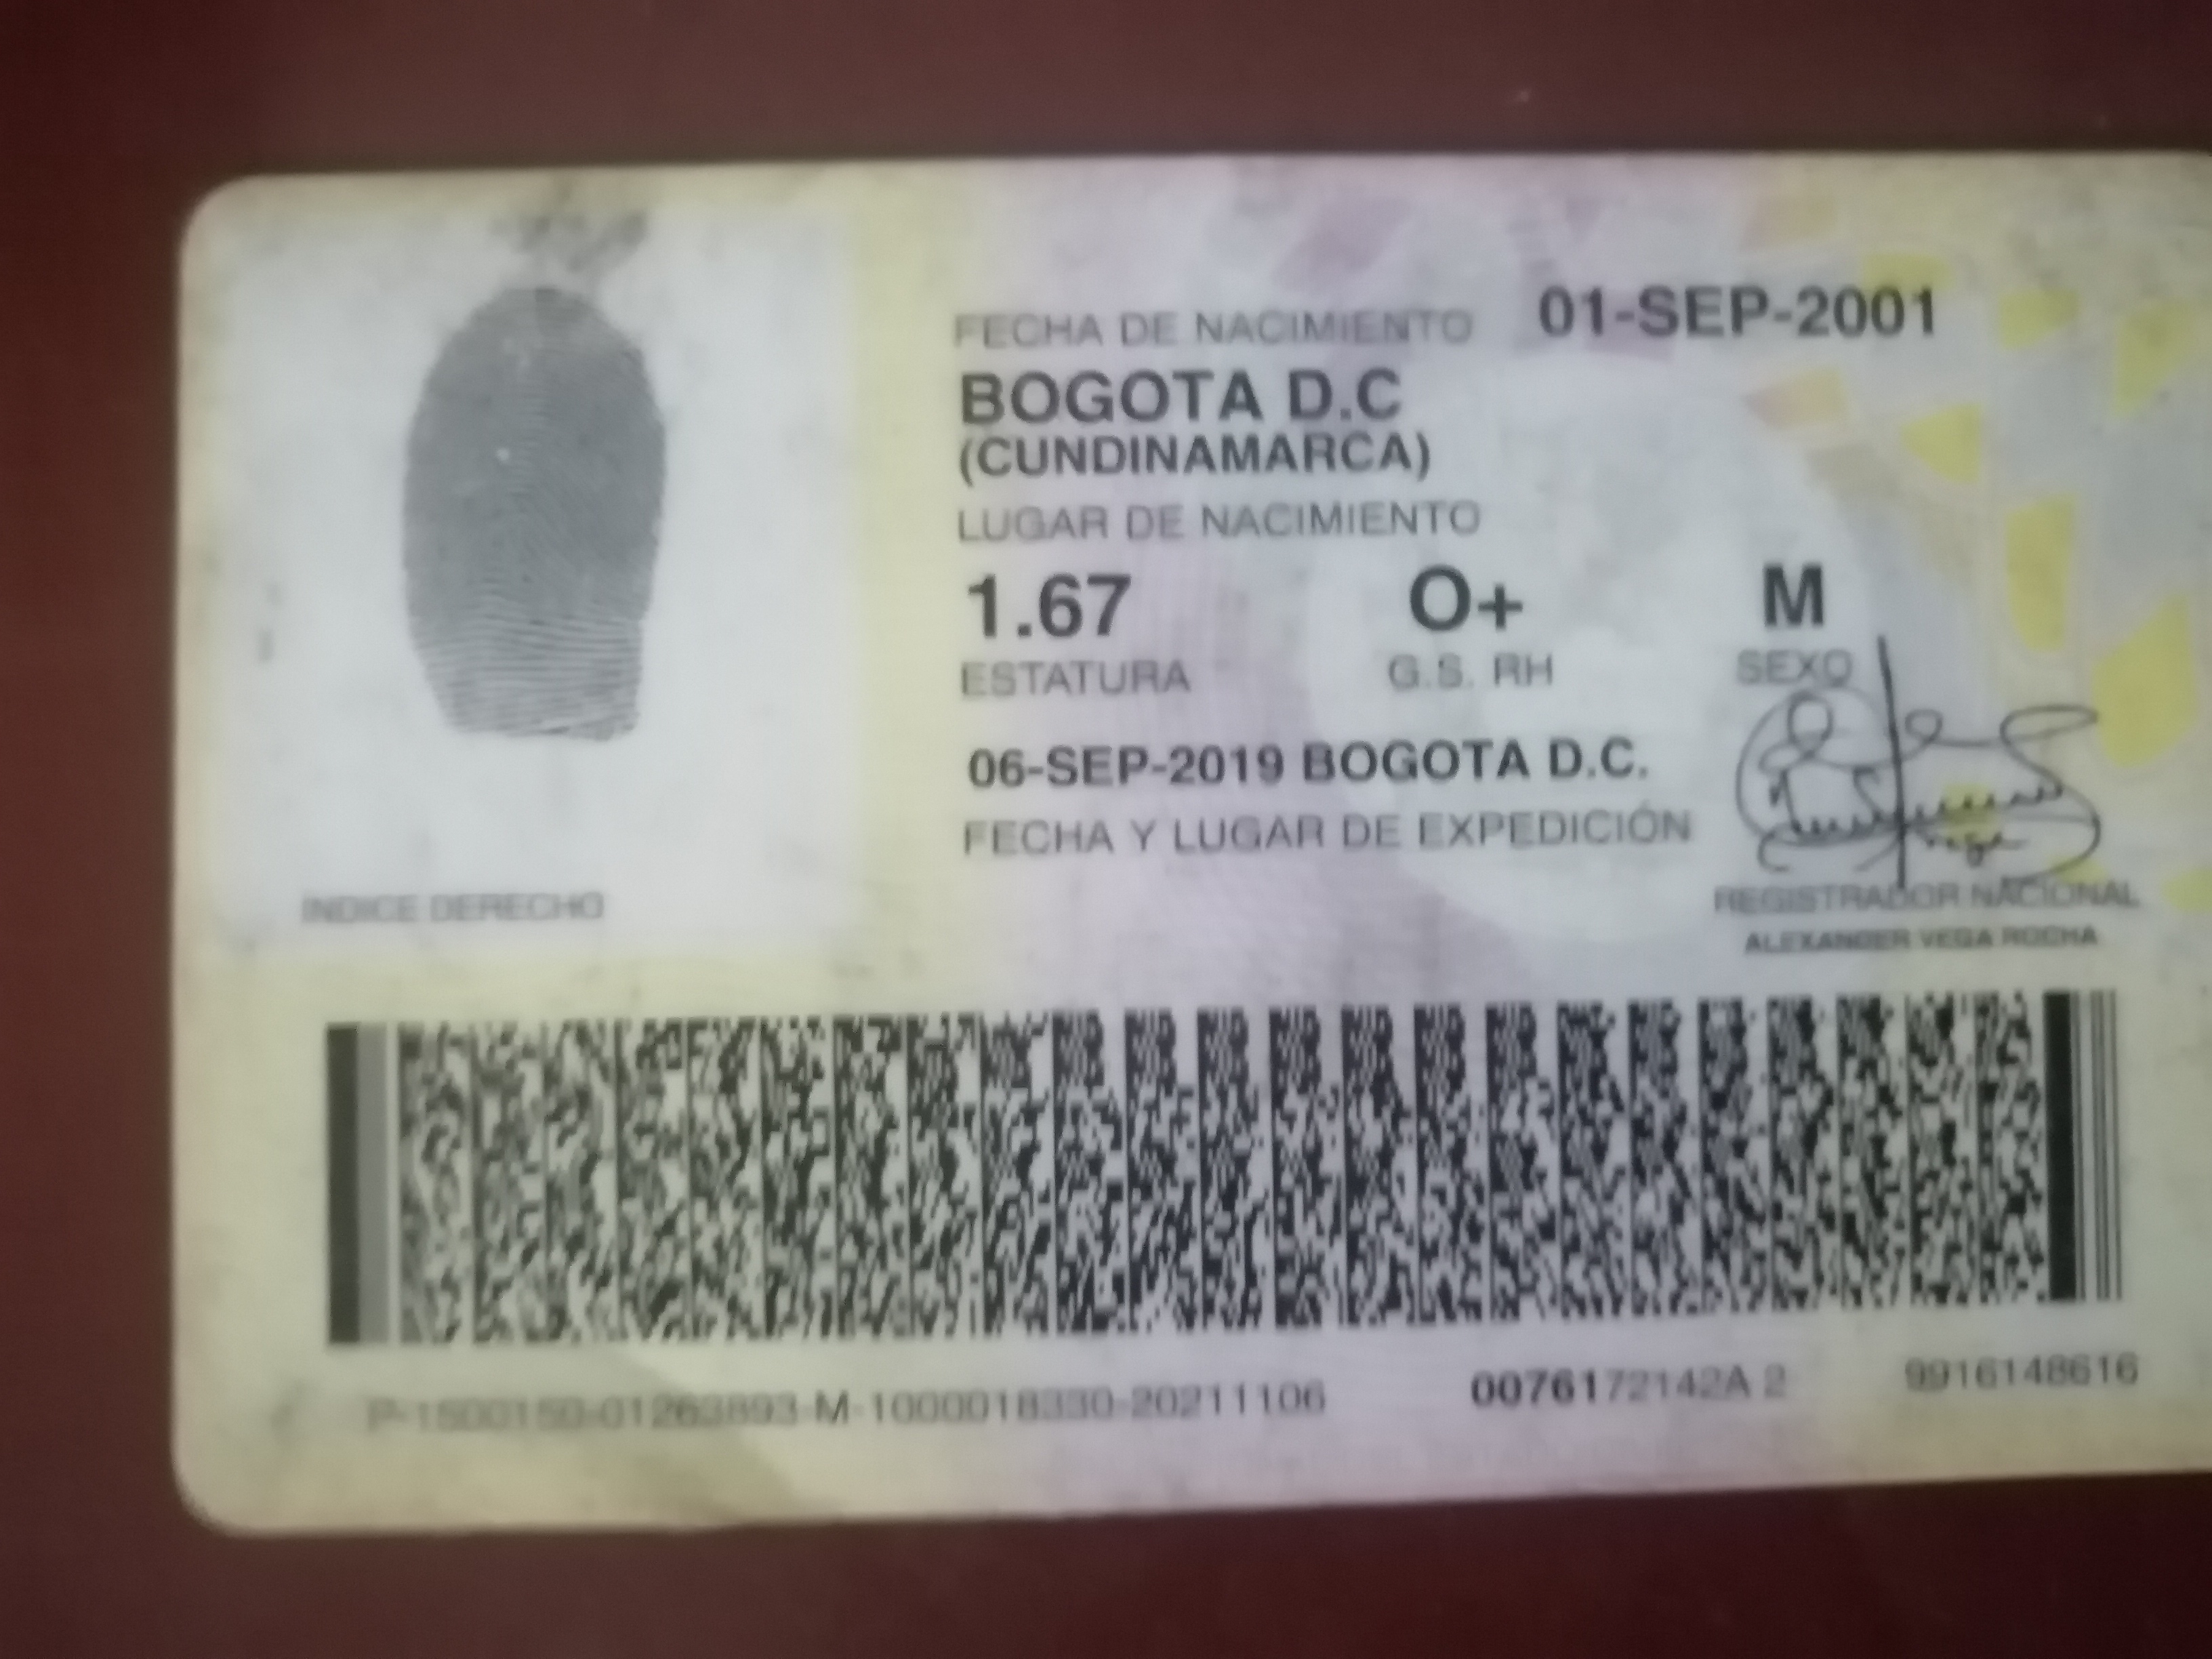 FECHA DE NACIMIENTO 01-SEP-2001
BOGOTA D.C
(CUNDINAMARCA)
LUGAR DE NACIMIENTO
1.67 O+ M
ESTATURA G.S. RH SEXO
06-SEP-2019 BOGOTA D.C.
FECHA Y LUGAR DE EXPEDICIÓN
INDICE DERECHO
REGISTRADOR NACIONAL
ALEXANDER VEGA ROCHA
P-1500150-01263893-M-1000018330-20211106 0076172142A 2 9916148616